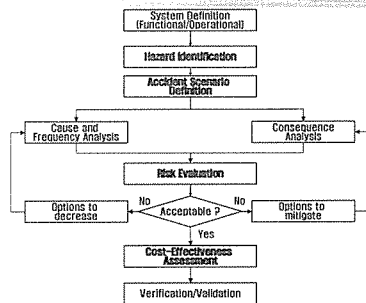 System Definition
(Functional/Operational)
Hazard Identification
Accident Scenario
Definition
Cause and
Frequency Analysis
Consequence
Analysis
Risk Evaluation
No
No
Options to
decrease
Acceptable ?
Options to
mitigate
Yes
Cost-Effectiveness
Assessment
Verification/Validation